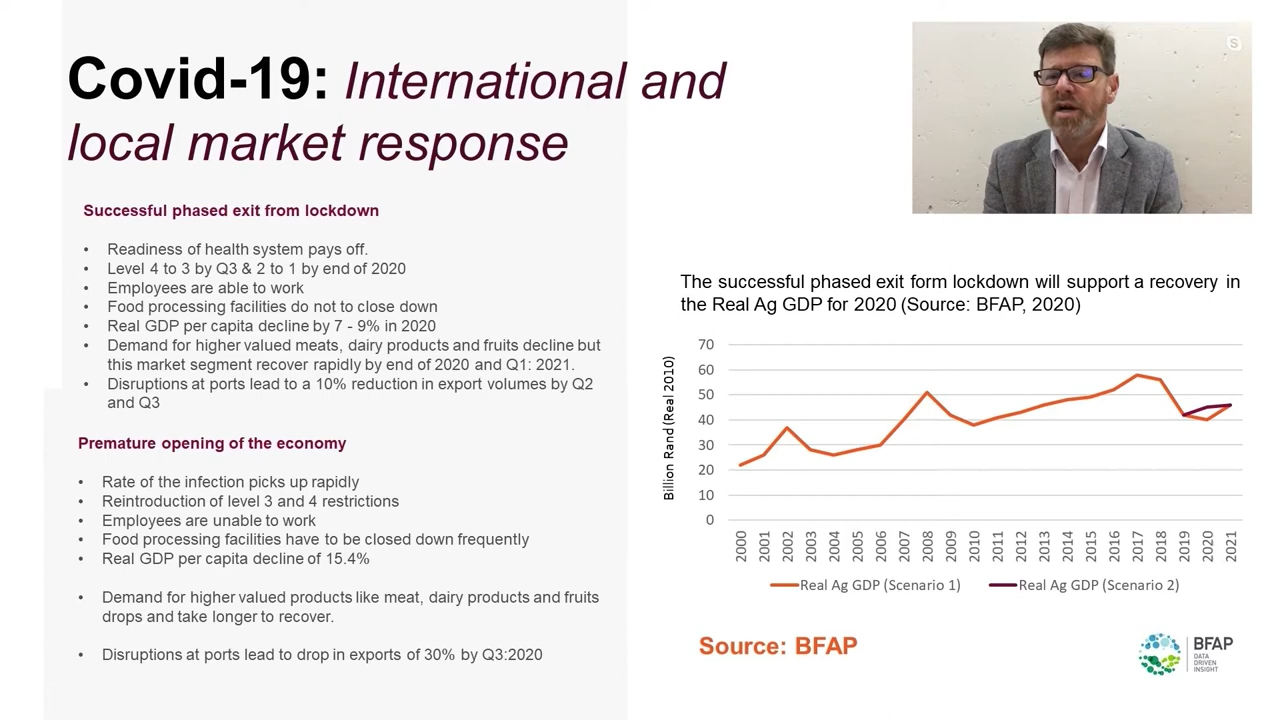 Covid-19: International and
local market response
Successful phased exit from lockdown
• Readiness of health system pays off.
• Level 4 to 3 by Q3 & 2 to 1 by end of 2020
• Employees are able to work
• Food processing facilities do not to close down
• Real GDP per capita decline by 7 - 9% in 2020
• Demand for higher valued meats, dairy products and fruits decline but
this market segment recover rapidly by end of 2020 and Q1: 2021.
• Disruptions at ports lead to a 10% reduction in export volumes by Q2
and Q3
Premature opening of the economy
• Rate of the infection picks up rapidly
• Reintroduction of level 3 and 4 restrictions
• Employees are unable to work
• Food processing facilities have to be closed down frequently
• Real GDP per capita decline of 15.4%
• Demand for higher valued products like meat, dairy products and fruits
drops and take longer to recover.
• Disruptions at ports lead to drop in exports of 30% by Q3:2020
S
The successful phased exit form lockdown will support a recovery in
the Real Ag GDP for 2020 (Source: BFAP, 2020)
Billion Rand (Real 2010)
70
60
50
40
30
20
10
0
2000 2001 2002 2003 2004 2005 2006 2007 2008 2009 2010 2011 2012 2013 2014 2015 2016 2017 2018 2019 2020 2021
Real Ag GDP (Scenario 1) Real Ag GDP (Scenario 2)
Source: BFAP
BFAP
DATA
DRIVEN
INSIGHT